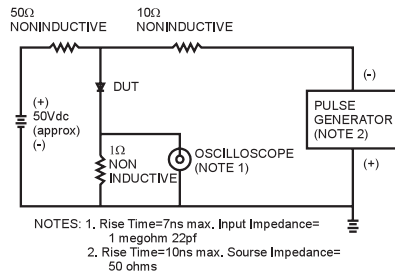 50Ω
NONINDUCTIVE
10Ω
NONINDUCTIVE
DUT
(+)
50Vdc
(approx)
(-)
(-)
PULSE
GENERATOR
(NOTE 2)
(+)
1Ω
NON
INDUCTIVE
OSCILLOSCOPE
(NOTE 1)
NOTES: 1. Rise Time=7ns max. Input Impedance=
1 megohm 22pf
2. Rise Time=10ns max. Sourse Impedance=
50 ohms